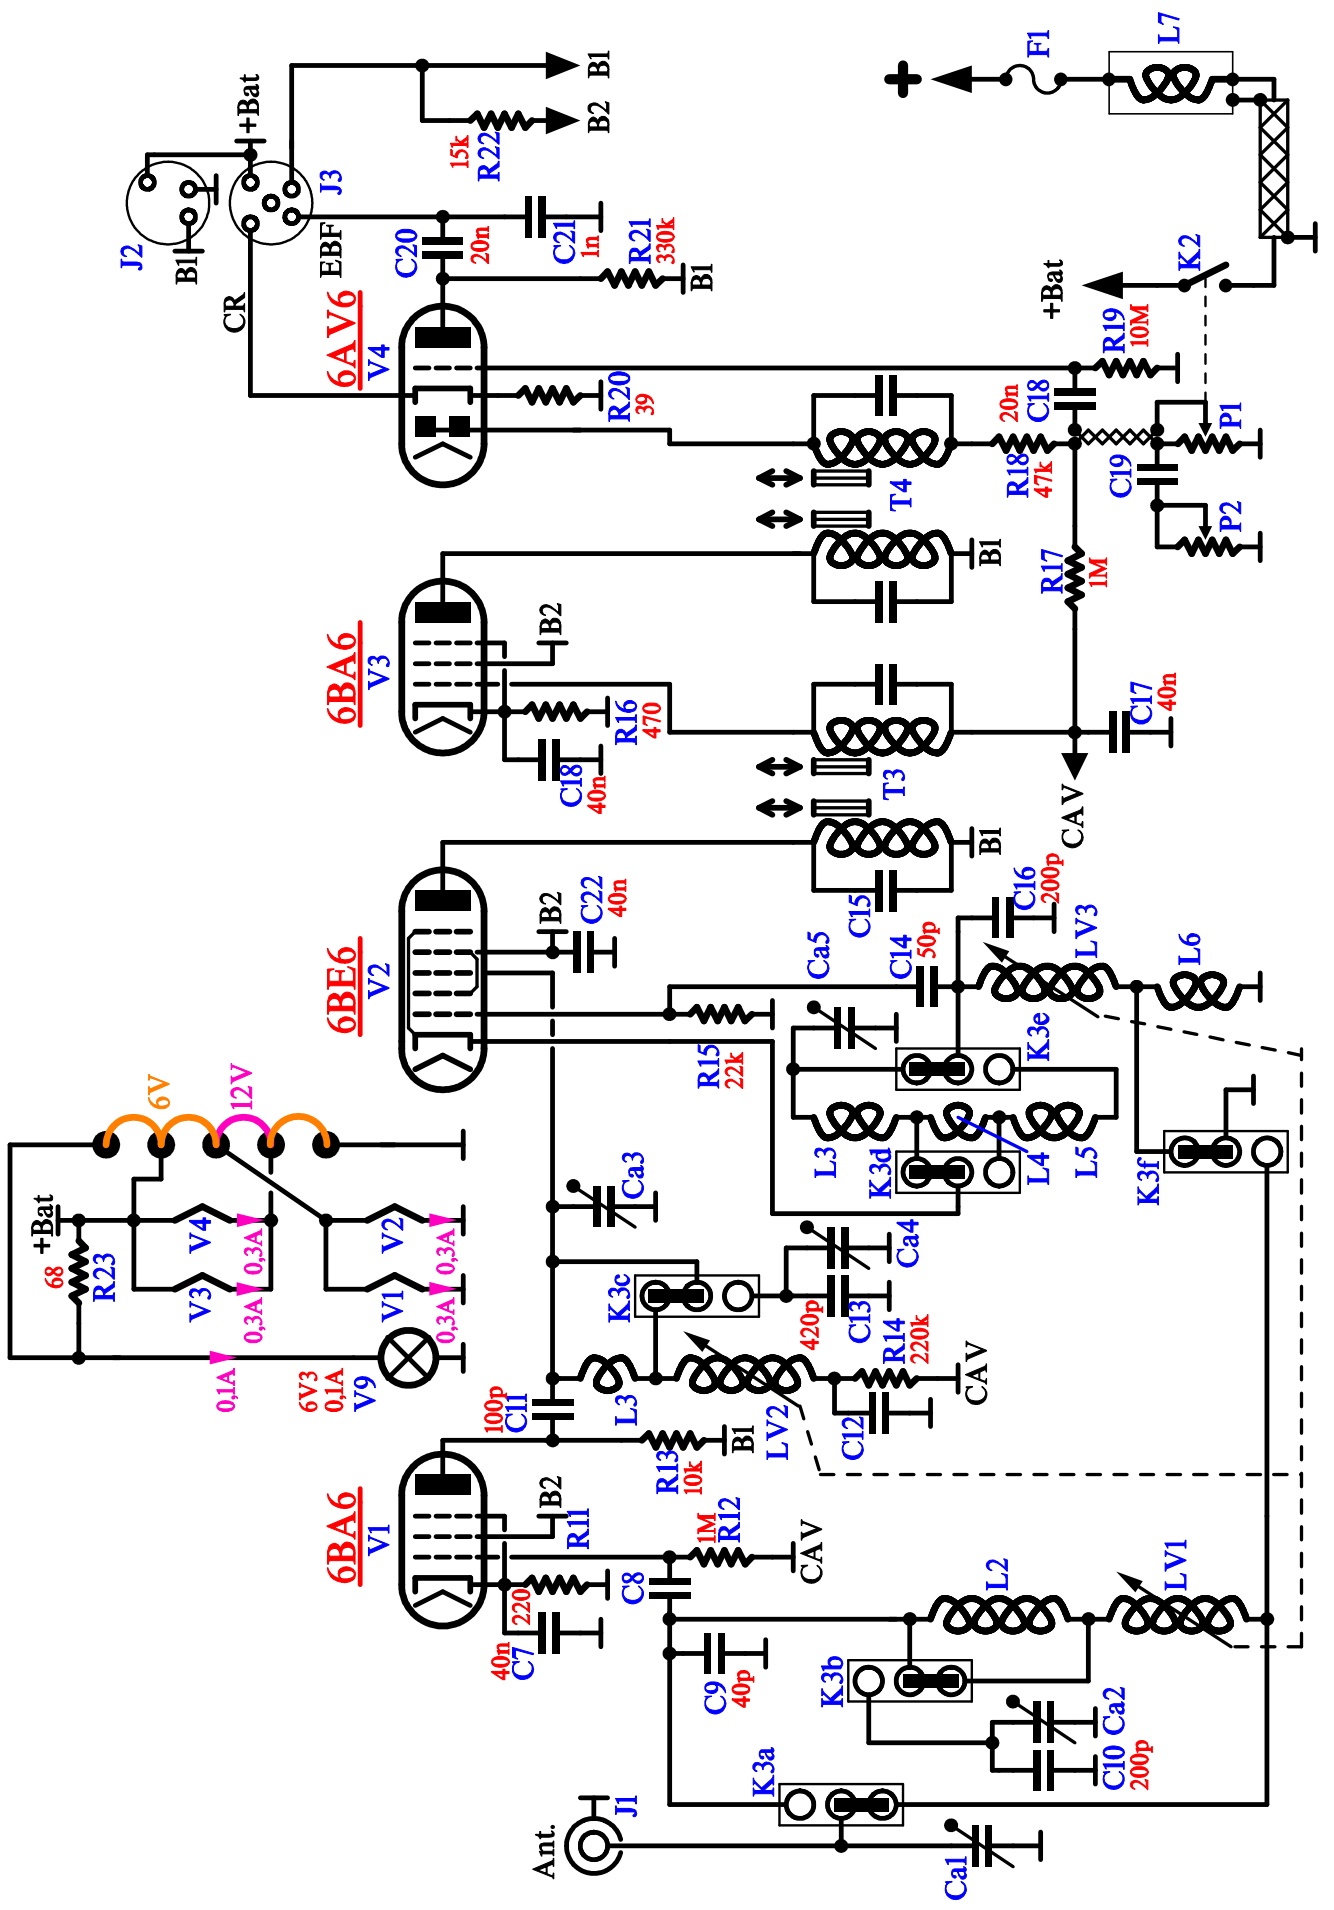 Ant.
J1
Ca1
K3a
C10
200p
Ca2
K3b
C9
40p
C8
L2
LV1
40n
C7
220
R11
6BA6
V1
B2
1M
R12
CAV
R13
10k
B1
100p
C11
L3
LV2
C12
R14
220k
CAV
K3c
420p
C13
Ca4
Ca3
6V3
0,1A
V9
0,1A
68
R23
+Bat
V3
0,3A
V4
0,3A
V1
0,3A
V2
0,3A
6V
12V
6BE6
V2
B2
C22
40n
R15
22k
L3
K3d
L4
L5
K3e
K3f
Ca5
C14
50p
C16
200p
LV3
L6
C15
B1
T3
CAV
C17
40n
6BA6
V3
B2
C18
40n
R16
470
R17
1M
B1
T4
R18
47k
20n
C18
C19
P2
P1
R19
10M
6AV6
V4
R20
39
CR
EBF
J2
B1
J3
+Bat
C20
20n
C21
1n
R21
330k
B1
15k
R22
B2
B1
+Bat
K2
+
F1
L7